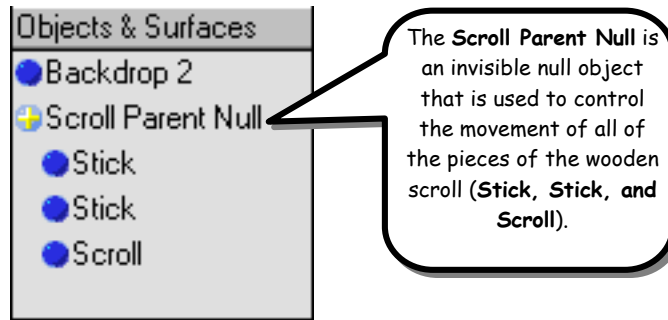 Objects & Surfaces
Backdrop 2
Scroll Parent Null
Stick
Stick
Scroll
The Scroll Parent Null is
an invisible null object
that is used to control
the movement of all of
the pieces of the wooden
scroll (Stick, Stick, and
Scroll).